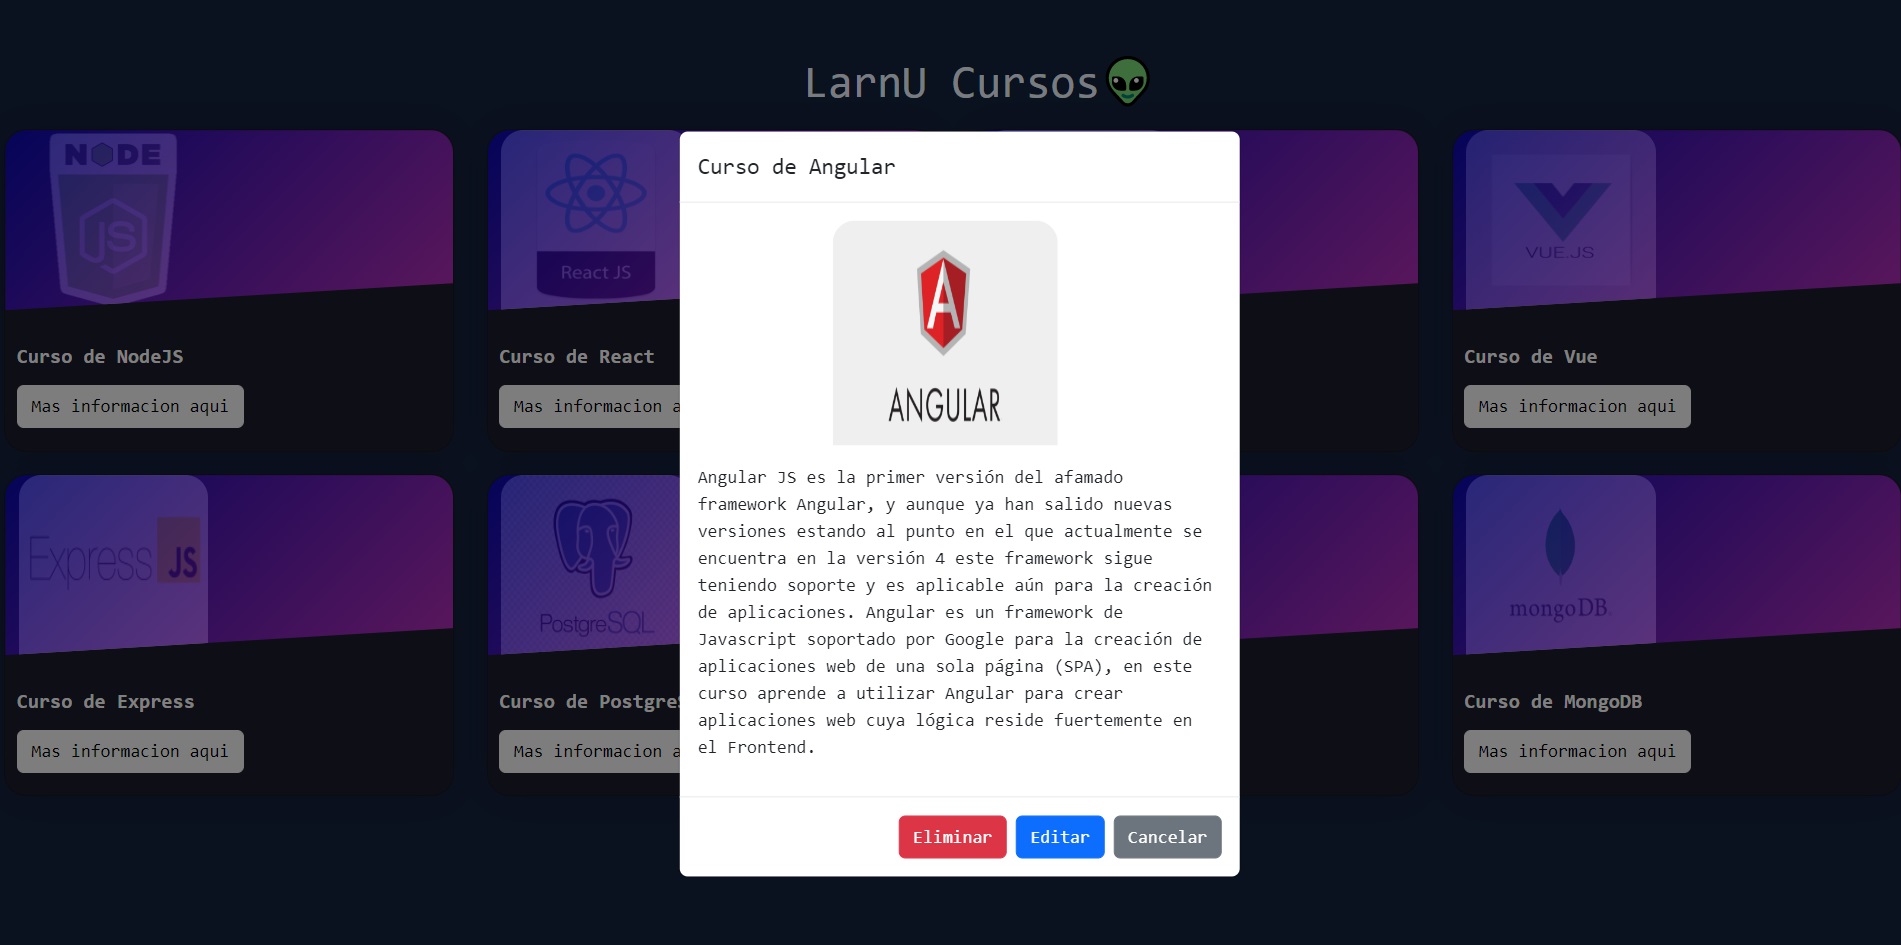 LarnU Cursos
NODE
JS
React JS
VUE.JS
Curso de NodeJS
Mas informacion aqui
Curso de React
Mas informacion a
Curso de Vue
Mas informacion aqui
Express JS
PostgreSQL
mongoDB
Curso de Express
Mas informacion aqui
Curso de Postgre
Mas informacion a
Curso de MongoDB
Mas informacion aqui
Curso de Angular
ANGULAR
Angular JS es la primer versión del afamado
framework Angular, y aunque ya han salido nuevas
versiones estando al punto en el que actualmente se
encuentra en la versión 4 este framework sigue
teniendo soporte y es aplicable aún para la creación
de aplicaciones. Angular es un framework de
Javascript soportado por Google para la creación de
aplicaciones web de una sola página (SPA), en este
curso aprende a utilizar Angular para crear
aplicaciones web cuya lógica reside fuertemente en
el Frontend.
Eliminar
Editar
Cancelar